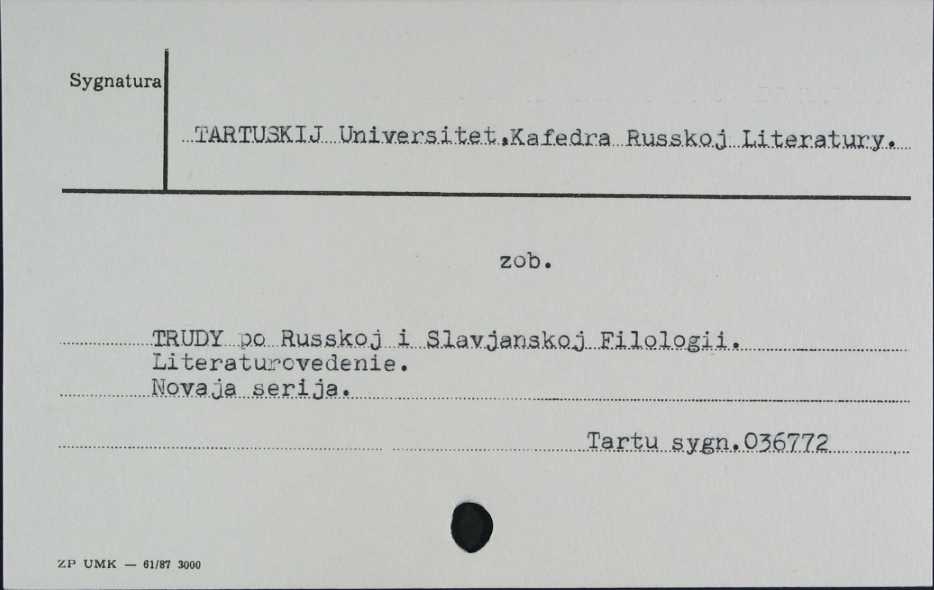 Sygnatura
TARTUSKIJ Universitet,Kafedra Russkoj Literatury.
zob.
TRUDY po Russkoj i Slavjanskoj Filologii.
Literaturovedenie.
Novaja serija.
Tartu sygn.036772
ZP UMK — 61/87 3000